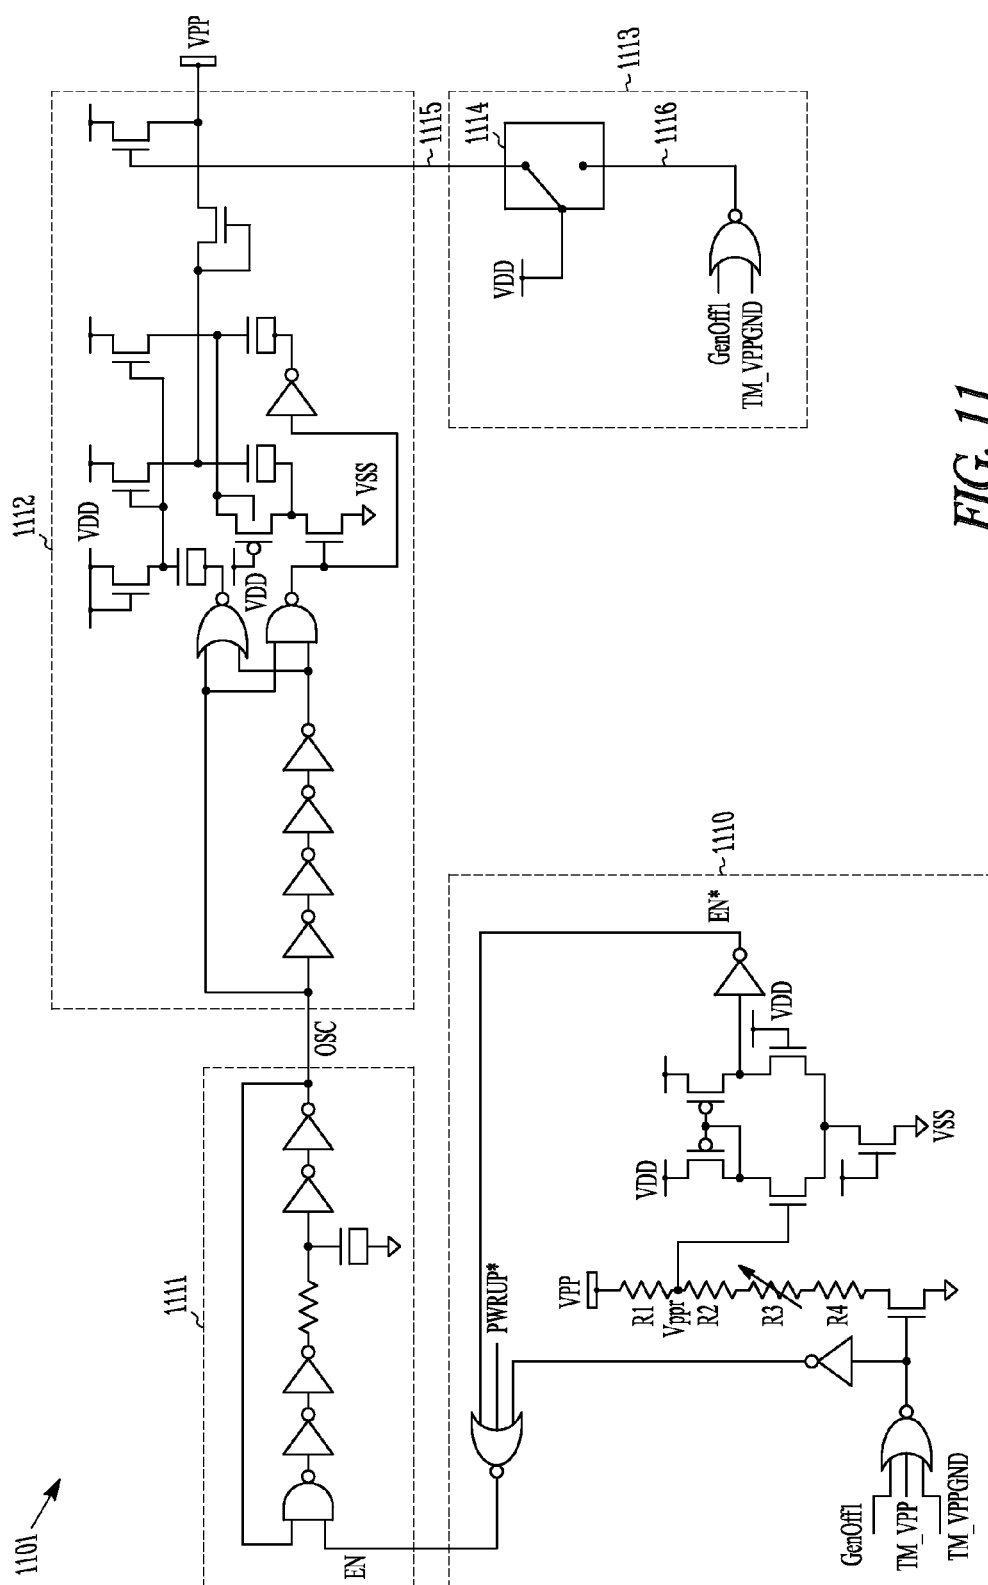 1101
1111
EN
OSC
1112
VDD
VDD
VSS
VPP
1115
1113
1114
1116
VDD
GenOff1
TM_VPPGND
1110
EN*
PWRUP*
VPP
R1
Vppr
R2
R3
R4
VDD
VDD
VSS
GenOff1
TM_VPP
TM_VPPGND
FIG. 11